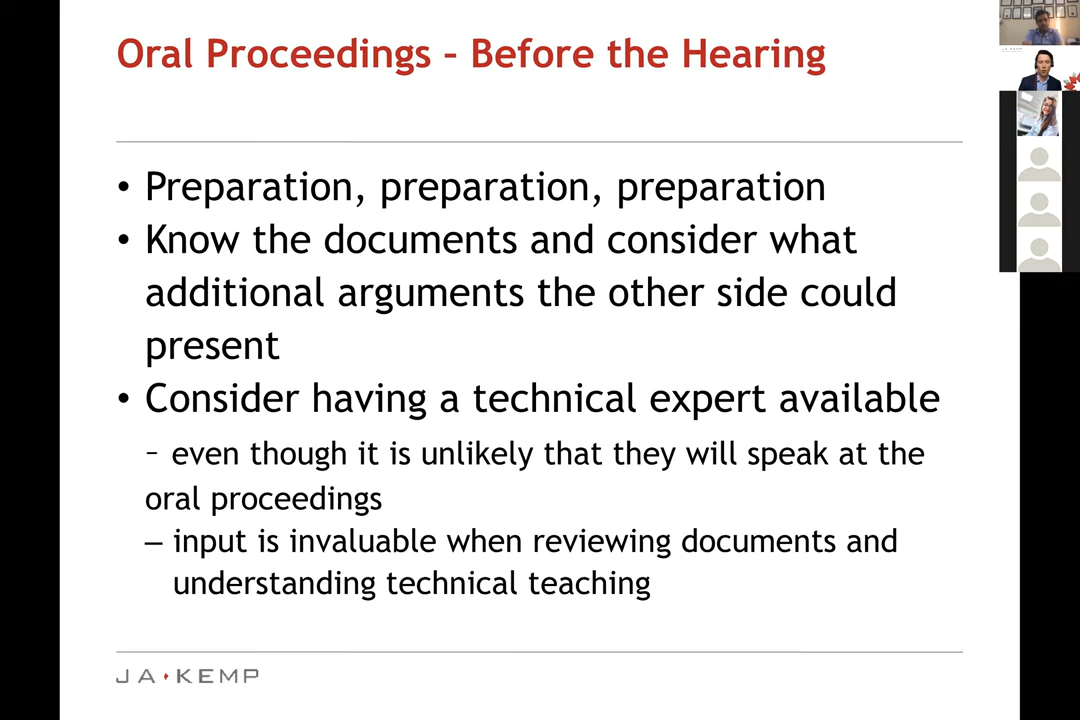 Oral Proceedings – Before the Hearing
• Preparation, preparation, preparation
• Know the documents and consider what
additional arguments the other side could
present
• Consider having a technical expert available
– even though it is unlikely that they will speak at the
oral proceedings
– input is invaluable when reviewing documents and
understanding technical teaching
JA♦KEMP